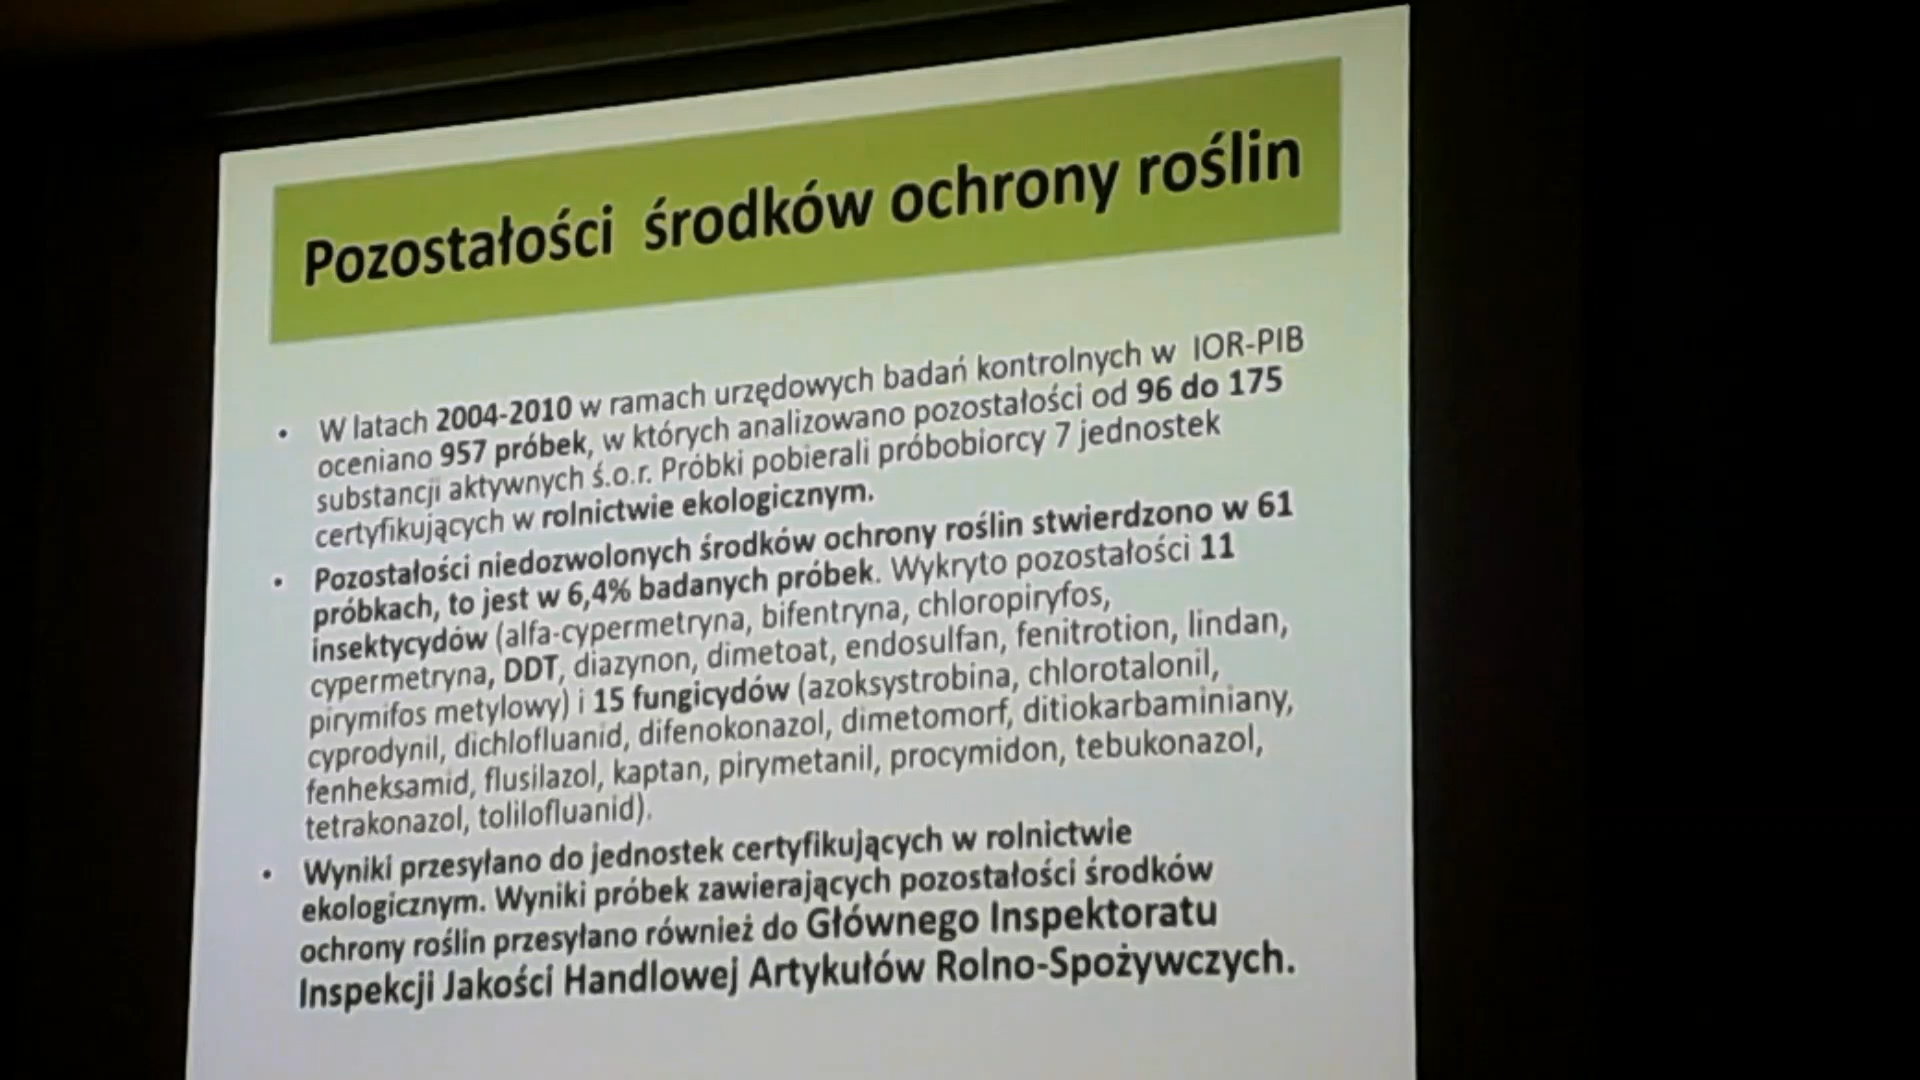 Pozostałości środków ochrony roślin
• W latach 2004-2010 w ramach urzędowych badań kontrolnych w IOR-PIB
oceniano 957 próbek, w których analizowano pozostałości od 96 do 175
substancji aktywnych ś.o.r. Próbki pobierali próbobiorcy 7 jednostek
certyfikujących w rolnictwie ekologicznym.
• Pozostałości niedozwolonych środków ochrony roślin stwierdzono w 61
próbkach, to jest w 6,4% badanych próbek. Wykryto pozostałości 11
insektycydów (alfa-cypermetryna, bifentryna, chloropiryfos,
cypermetryna, DDT, diazynon, dimetoat, endosulfan, fenitrotion, lindan,
pirymifos metylowy) i 15 fungicydów (azoksystrobina, chlorotalonil,
cyprodynil, dichlofluanid, difenokonazol, dimetomorf, ditiokarbaminiany,
fenheksamid, flusilazol, kaptan, pirymetanil, procymidon, tebukonazol,
tetrakonazol, tolilofluanid).
• Wyniki przesyłano do jednostek certyfikujących w rolnictwie
ekologicznym. Wyniki próbek zawierających pozostałości środków
ochrony roślin przesyłano również do Głównego Inspektoratu
Inspekcji Jakości Handlowej Artykułów Rolno-Spożywczych.